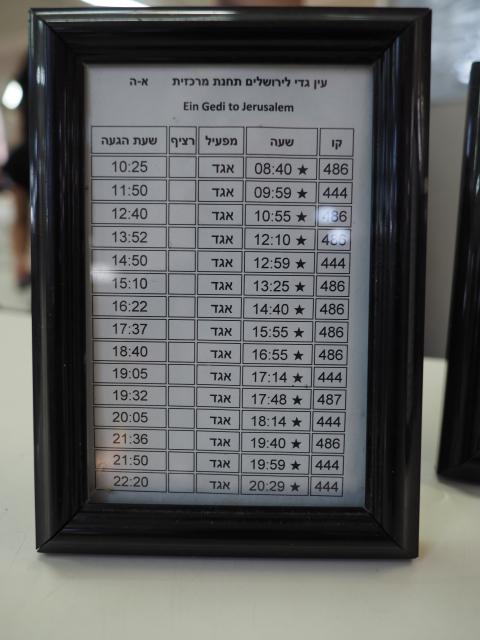 עין גדי לירושלים תחנת מרכזית א-ה
Ein Gedi to Jerusalem
קו שעה מפעיל רציף שעת הגעה
486 ★ 08:40 אגד 10:25
444 ★ 09:59 אגד 11:50
486 ★ 10:55 אגד 12:40
486 ★ 12:10 אגד 13:52
444 ★ 12:59 אגד 14:50
486 ★ 13:25 אגד 15:10
486 ★ 14:40 אגד 16:22
486 ★ 15:55 אגד 17:37
486 ★ 16:55 אגד 18:40
444 ★ 17:14 אגד 19:05
487 ★ 17:48 אגד 19:32
444 ★ 18:14 אגד 20:05
486 ★ 19:40 אגד 21:36
444 ★ 19:59 אגד 21:50
444 ★ 20:29 אגד 22:20